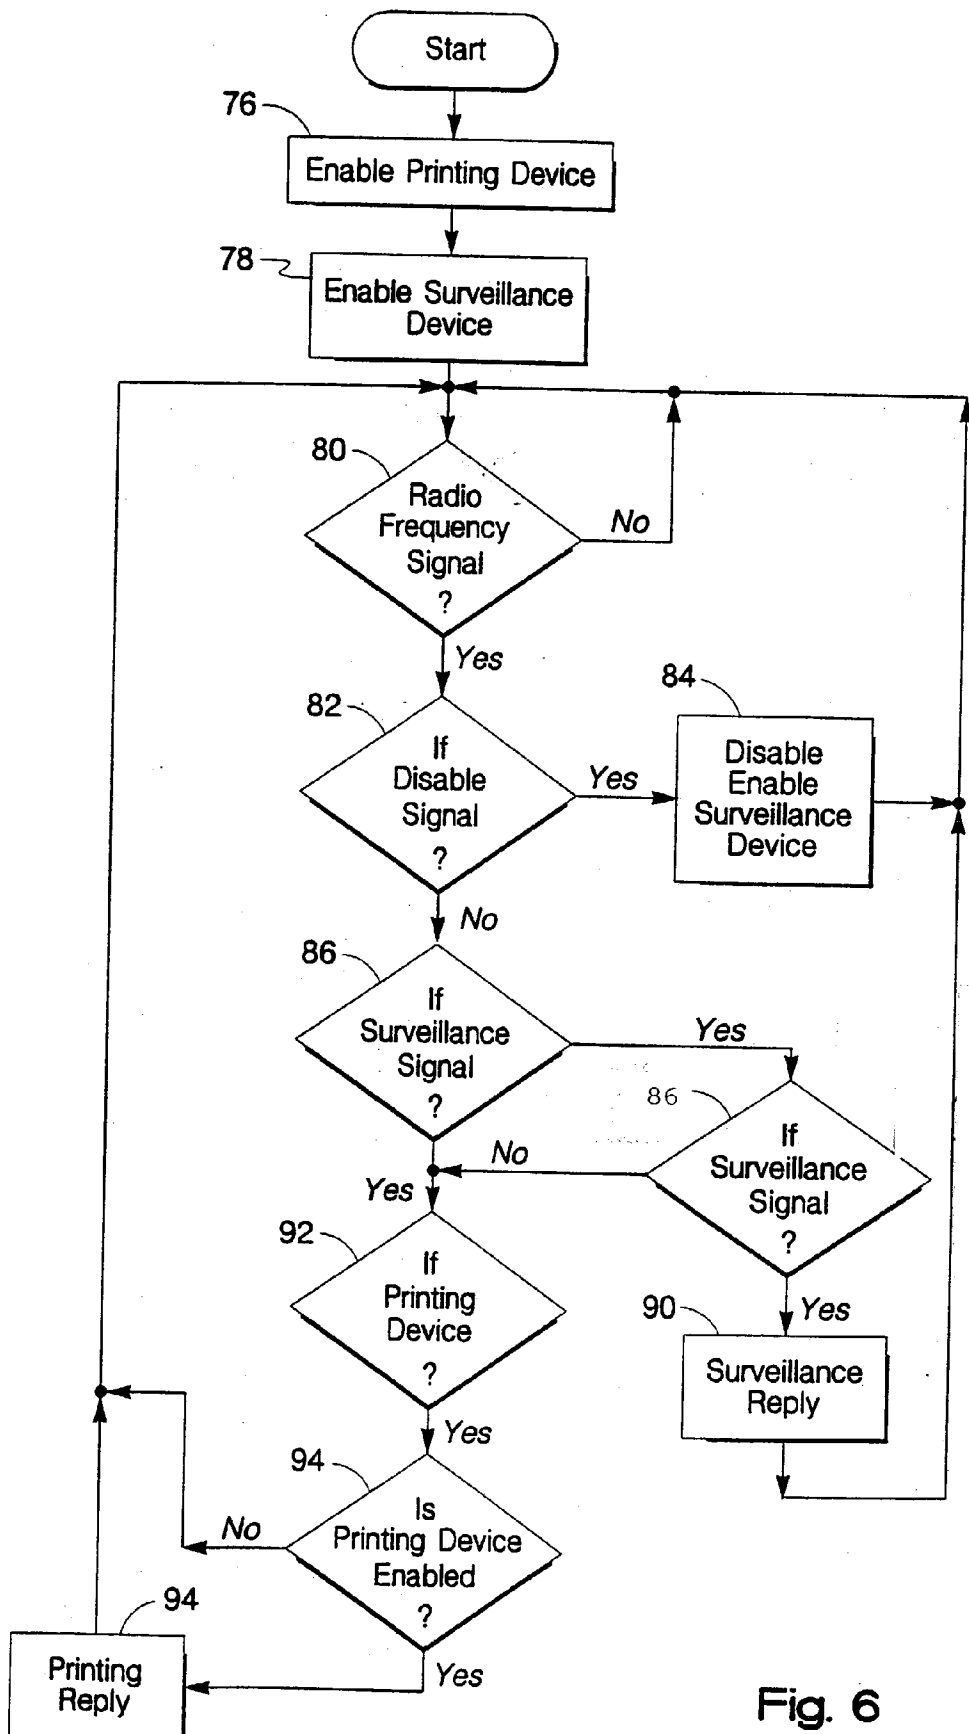 Start
76
Enable Printing Device
78
Enable Surveillance
Device
80
Radio
Frequency
Signal
?
No
Yes
82
If
Disable
Signal
?
Yes
84
Disable
Enable
Surveillance
Device
No
86
If
Surveillance
Signal
?
Yes
86
If
Surveillance
Signal
?
No
Yes
92
If
Printing
Device
?
Yes
90
Surveillance
Reply
Yes
94
Is
Printing Device
Enabled
?
No
94
Printing
Reply
Yes
Fig. 6